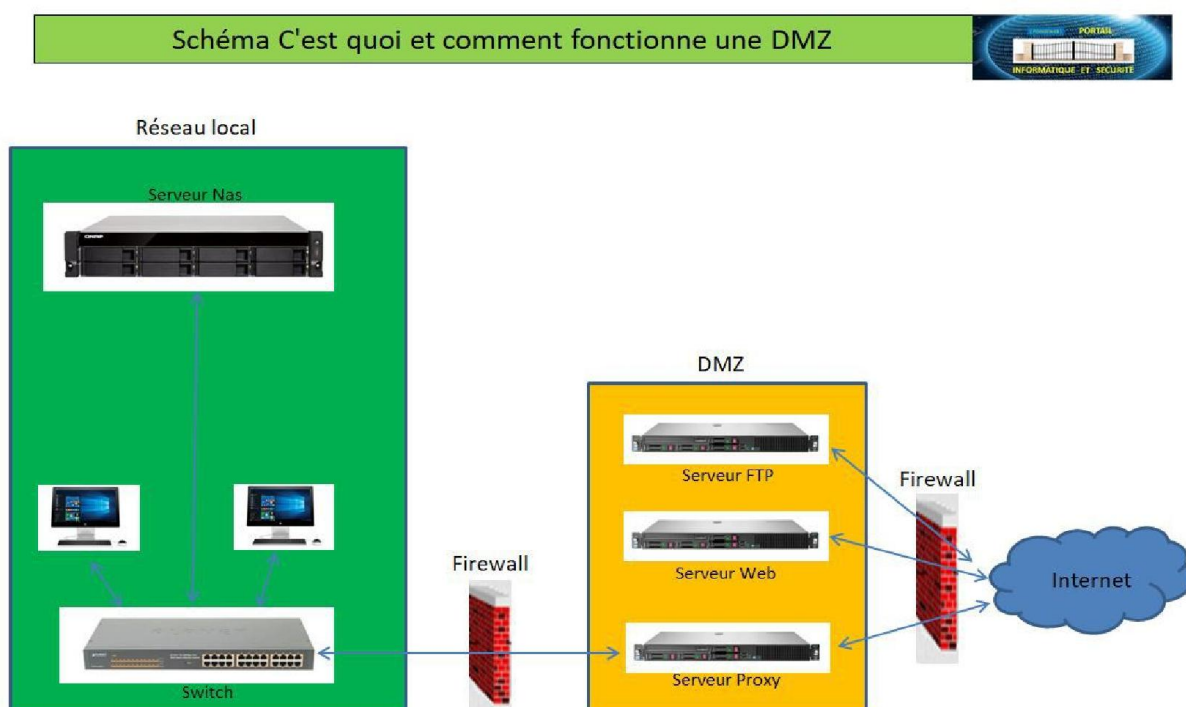 Schéma C'est quoi et comment fonctionne une DMZ
PORTAIL
INFORMATIQUE ET SECURITE
Réseau local
Serveur Nas
DMZ
Serveur FTP
Firewall
Serveur Web
Internet
Firewall
Serveur Proxy
Switch